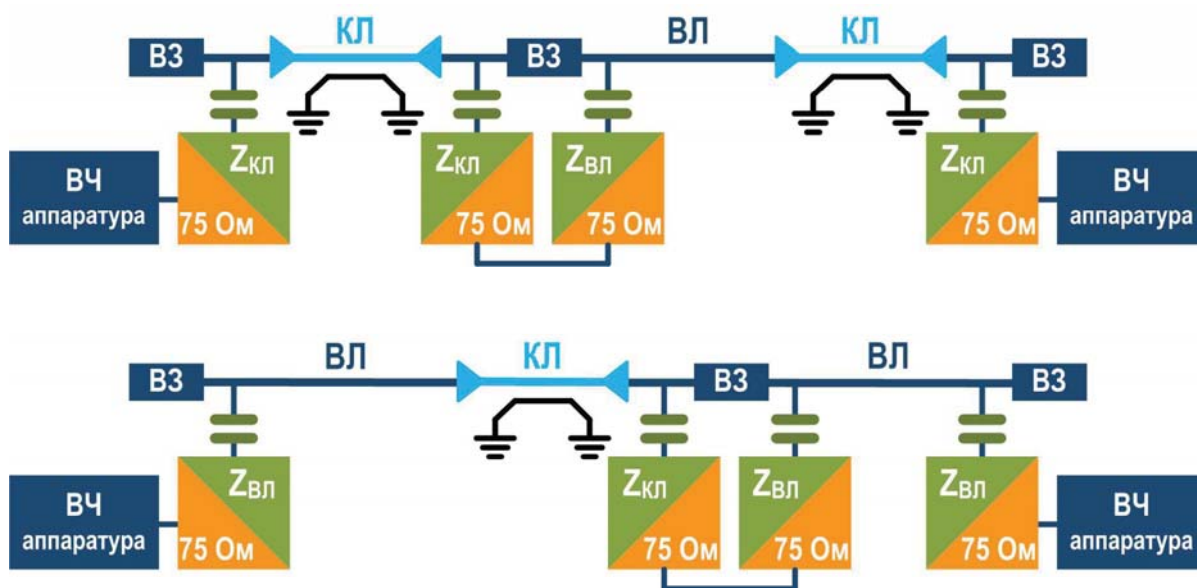 КЛ ВЛ КЛ
ВЗ ВЗ ВЗ
ZКЛ ZКЛ ZВЛ ZКЛ
ВЧ ВЧ
аппаратура аппаратура
75 Ом 75 Ом 75 Ом 75 Ом
ВЛ КЛ ВЛ
ВЗ ВЗ ВЗ
ZВЛ ZКЛ ZВЛ ZВЛ
ВЧ ВЧ
аппаратура аппаратура
75 Ом 75 Ом 75 Ом 75 Ом